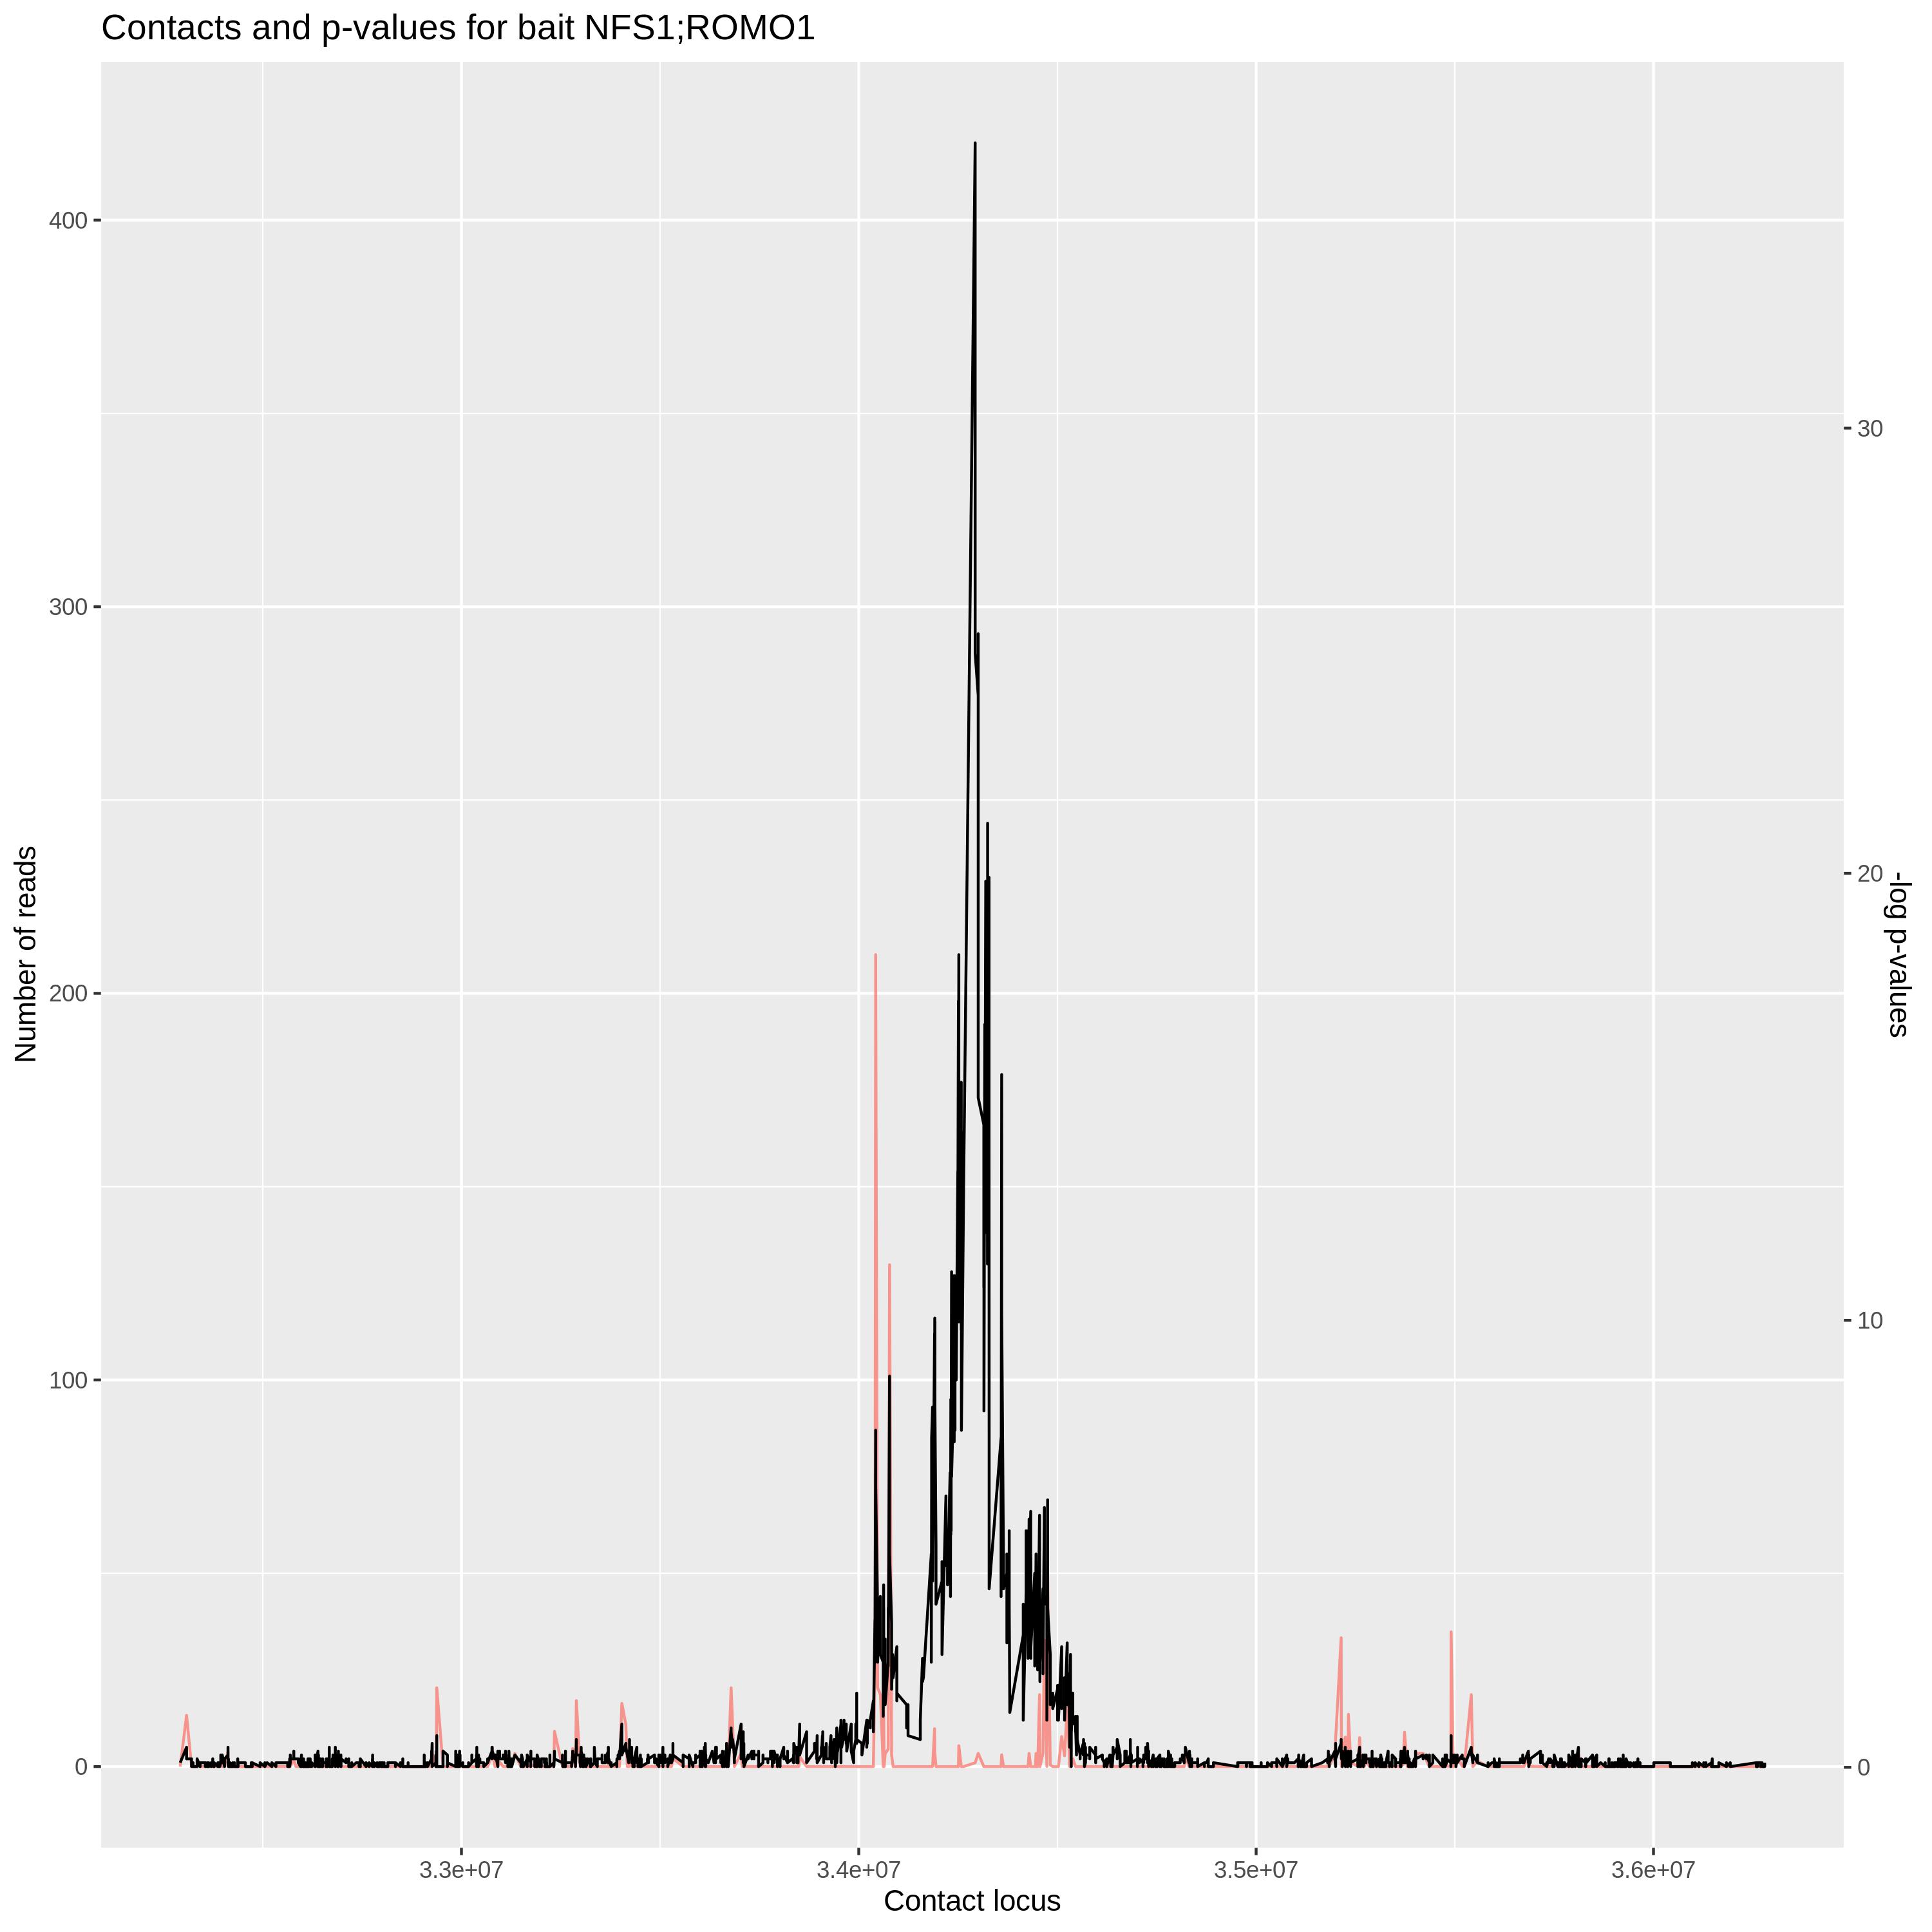 Contacts and p-values for bait NFS1;ROMO1
400
300
200
100
0
Number of reads
30
20
10
0
-log p-values
3.3e+07
3.4e+07
3.5e+07
3.6e+07
Contact locus